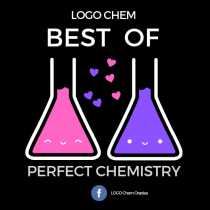 LOGO CHEM
BEST OF
PERFECT CHEMISTRY
LOGO Chem Oradea